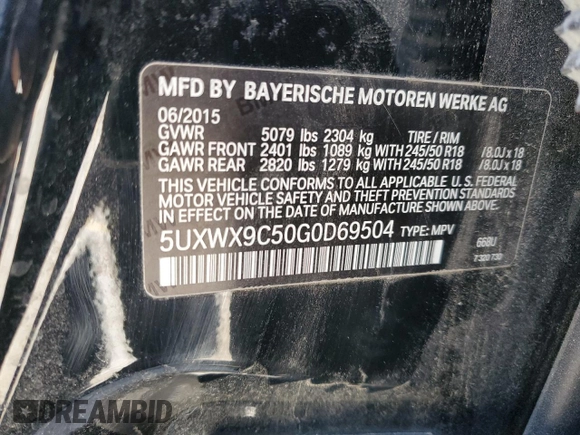 MFD BY BAYERISCHE MOTOREN WERKE AG
06/2015
GVWR 5079 lbs 2304 kg TIRE / RIM
GAWR FRONT 2401 lbs 1089 kg WITH 245/50 R18 / 8.0J x 18
GAWR REAR 2820 lbs 1279 kg WITH 245/50 R18 / 8.0J x 18
THIS VEHICLE CONFORMS TO ALL APPLICABLE U. S. FEDERAL
MOTOR VEHICLE SAFETY AND THEFT PREVENTION STANDARDS
IN EFFECT ON THE DATE OF MANUFACTURE SHOWN ABOVE.
5UXWX9C50G0D69504 TYPE: MPV
668U
7320730
DREAMBID